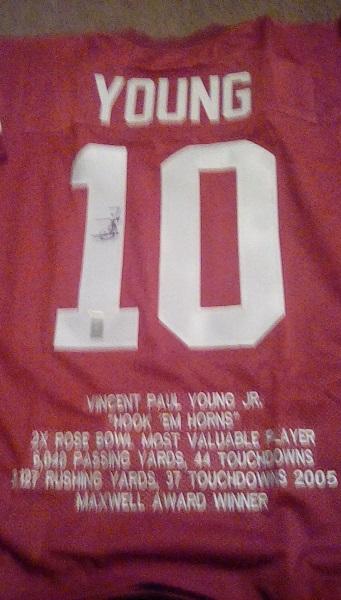 YOUNG
10
VINCENT PAUL YOUNG JR.
"HOOK 'EM HORNS"
2X ROSE BOWL MOST VALUABLE PLAYER
6,040 PASSING YARDS, 44 TOUCHDOWNS
RUSHING YARDS, 37 TOUCHDOWNS 2005
MAXWELL AWARD WINNER